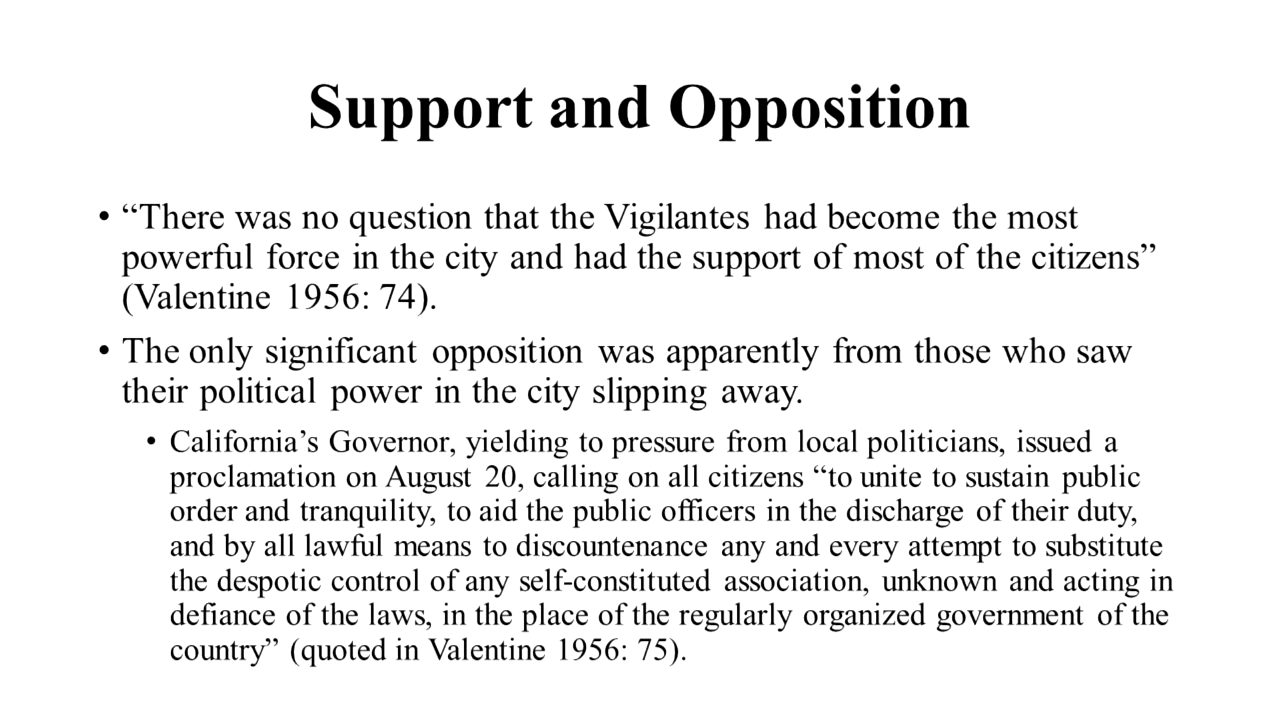 Support and Opposition
• “There was no question that the Vigilantes had become the most
powerful force in the city and had the support of most of the citizens”
(Valentine 1956: 74).
• The only significant opposition was apparently from those who saw
their political power in the city slipping away.
• California’s Governor, yielding to pressure from local politicians, issued a
proclamation on August 20, calling on all citizens “to unite to sustain public
order and tranquility, to aid the public officers in the discharge of their duty,
and by all lawful means to discountenance any and every attempt to substitute
the despotic control of any self-constituted association, unknown and acting in
defiance of the laws, in the place of the regularly organized government of the
country” (quoted in Valentine 1956: 75).